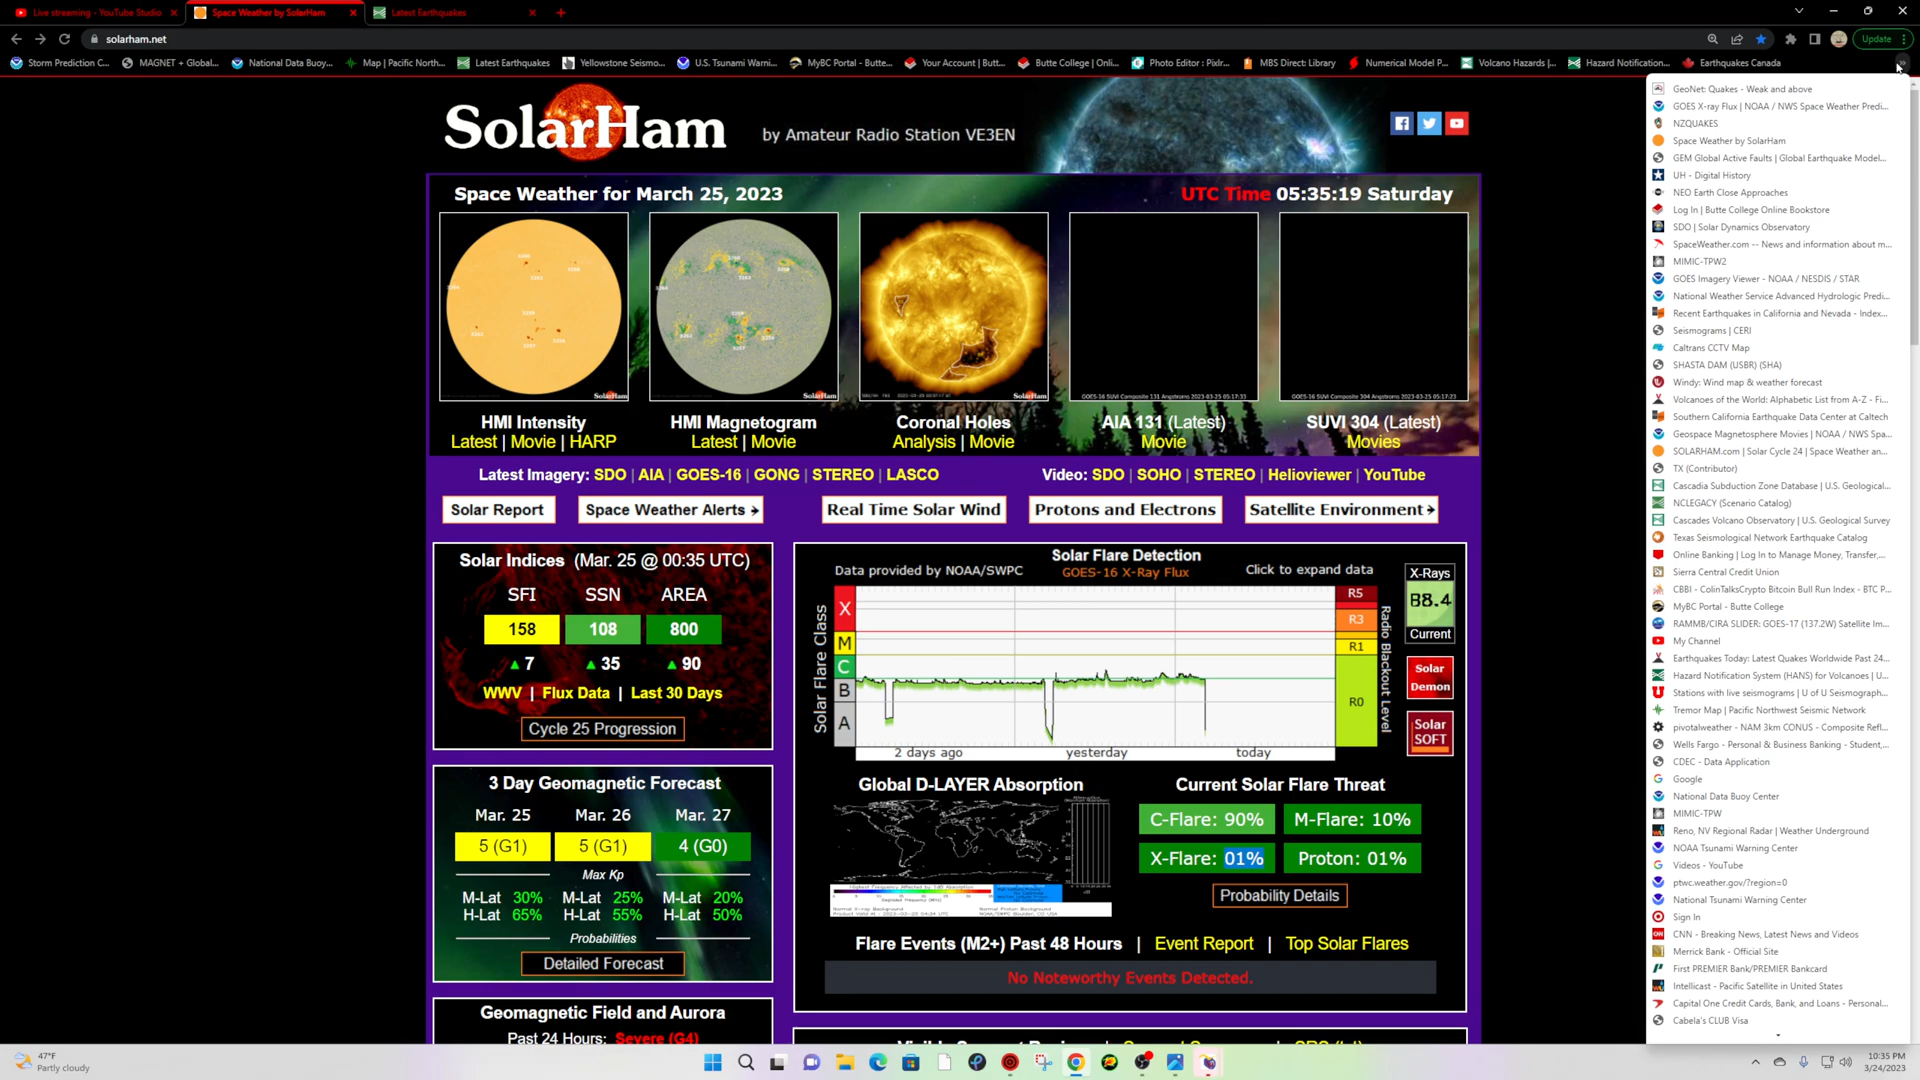 Live streaming - YouTube Studio
Space Weather by SolarHam
Latest Earthquakes
solarham.net
Update
Storm Prediction C...
MAGNET + Global...
National Data Buoy...
Map | Pacific North...
Latest Earthquakes
Yellowstone Seismo...
U.S. Tsunami Warni...
MyBC Portal - Butte...
Your Account | Butt...
Butte College | Onli...
Photo Editor : Pixlr...
MBS Direct Library
Numerical Model P...
Volcano Hazards |...
Hazard Notification...
Earthquakes Canada
SolarHam
by Amateur Radio Station VE3EN
Space Weather for March 25, 2023
UTC Time 05:35:19 Saturday
SolarHam
SolarHam
SolarHam
GOES-16 SUVI Composite 131 Angstroms 2023-03-25 05:17:33
GOES-16 SUVI Composite 304 Angstroms 2023-03-25 05:17:23
HMI Intensity
Latest | Movie | HARP
HMI Magnetogram
Latest | Movie
Coronal Holes
Analysis | Movie
AIA 131 (Latest)
Movie
SUVI 304 (Latest)
Movies
Latest Imagery: SDO | AIA | GOES-16 | GONG | STEREO | LASCO
Video: SDO | SOHO | STEREO | Helioviewer | YouTube
Solar Report
Space Weather Alerts →
Real Time Solar Wind
Protons and Electrons
Satellite Environment →
Solar Indices (Mar. 25 @ 00:35 UTC)
SFI SSN AREA
158 108 800
▲ 7 ▲ 35 ▲ 90
WWV | Flux Data | Last 30 Days
Cycle 25 Progression
3 Day Geomagnetic Forecast
Mar. 25 Mar. 26 Mar. 27
5 (G1) 5 (G1) 4 (G0)
Max Kp
M-Lat 30% M-Lat 25% M-Lat 20%
H-Lat 65% H-Lat 55% H-Lat 50%
Probabilities
Detailed Forecast
Geomagnetic Field and Aurora
Past 24 Hours: Severe (G4)
Solar Flare Detection
Data provided by NOAA/SWPC
GOES-16 X-Ray Flux
Click to expand data
Solar Flare Class
X
M
C
B
A
R5
R3
R1
R0
Radio Blackout Level
2 days ago yesterday today
X-Rays
B8.4
Current
Solar
Demon
Solar
SOFT
Global D-LAYER Absorption
Current Solar Flare Threat
C-Flare: 90% M-Flare: 10%
X-Flare: 01% Proton: 01%
Probability Details
Flare Events (M2+) Past 48 Hours | Event Report | Top Solar Flares
No Noteworthy Events Detected.
GeoNet: Quakes - Weak and above
GOES X-ray Flux | NOAA / NWS Space Weather Predi...
NZQUAKES
Space Weather by SolarHam
GEM Global Active Faults | Global Earthquake Model...
UH - Digital History
NEO Earth Close Approaches
Log In | Butte College Online Bookstore
SDO | Solar Dynamics Observatory
SpaceWeather.com -- News and information about m...
MIMIC-TPW2
GOES Imagery Viewer - NOAA / NESDIS / STAR
National Weather Service Advanced Hydrologic Predi...
Recent Earthquakes in California and Nevada - Index...
Seismograms | CERI
Caltrans CCTV Map
SHASTA DAM (USBR) (SHA)
Windy: Wind map & weather forecast
Volcanoes of the World: Alphabetic List from A-Z - Fi...
Southern California Earthquake Data Center at Caltech
Geospace Magnetosphere Movies | NOAA / NWS Spa...
SOLARHAM.com | Solar Cycle 24 | Space Weather an...
TX (Contributor)
Cascadia Subduction Zone Database | U.S. Geological...
NCLEGACY (Scenario Catalog)
Cascades Volcano Observatory | U.S. Geological Survey
Texas Seismological Network Earthquake Catalog
Online Banking | Log In to Manage Money, Transfer,...
Sierra Central Credit Union
CBBI - ColinTalksCrypto Bitcoin Bull Run Index - BTC P...
MyBC Portal - Butte College
RAMMB/CIRA SLIDER: GOES-17 (137.2W) Satellite Im...
My Channel
Earthquakes Today: Latest Quakes Worldwide Past 24...
Hazard Notification System (HANS) for Volcanoes | U...
Stations with live seismograms | U of U Seismograph...
Tremor Map | Pacific Northwest Seismic Network
pivotalweather - NAM 3km CONUS - Composite Refl...
Wells Fargo - Personal & Business Banking - Student,...
CDEC - Data Application
Google
National Data Buoy Center
MIMIC-TPW
Reno, NV Regional Radar | Weather Underground
NOAA Tsunami Warning Center
Videos - YouTube
ptwc.weather.gov/?region=0
National Tsunami Warning Center
Sign In
CNN - Breaking News, Latest News and Videos
Merrick Bank - Official Site
First PREMIER Bank/PREMIER Bankcard
Intellicast - Pacific Satellite in United States
Capital One Credit Cards, Bank, and Loans - Personal...
Cabela's CLUB Visa
47°F
Partly cloudy
10:35 PM
3/24/2023